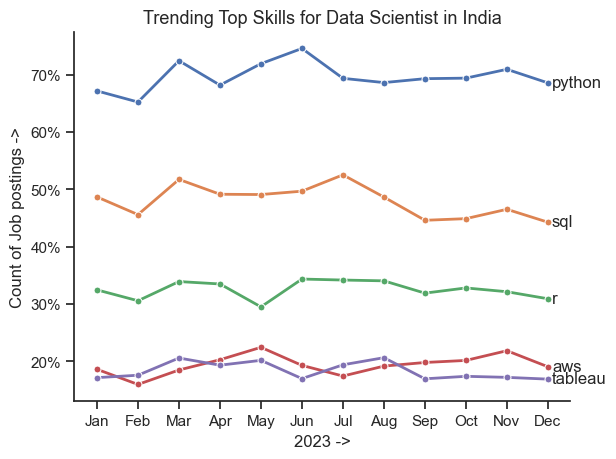 Trending Top Skills for Data Scientist in India
Count of Job postings ->
70%
60%
50%
40%
30%
20%
python
sql
r
aws
tableau
Jan Feb Mar Apr May Jun Jul Aug Sep Oct Nov Dec
2023 ->